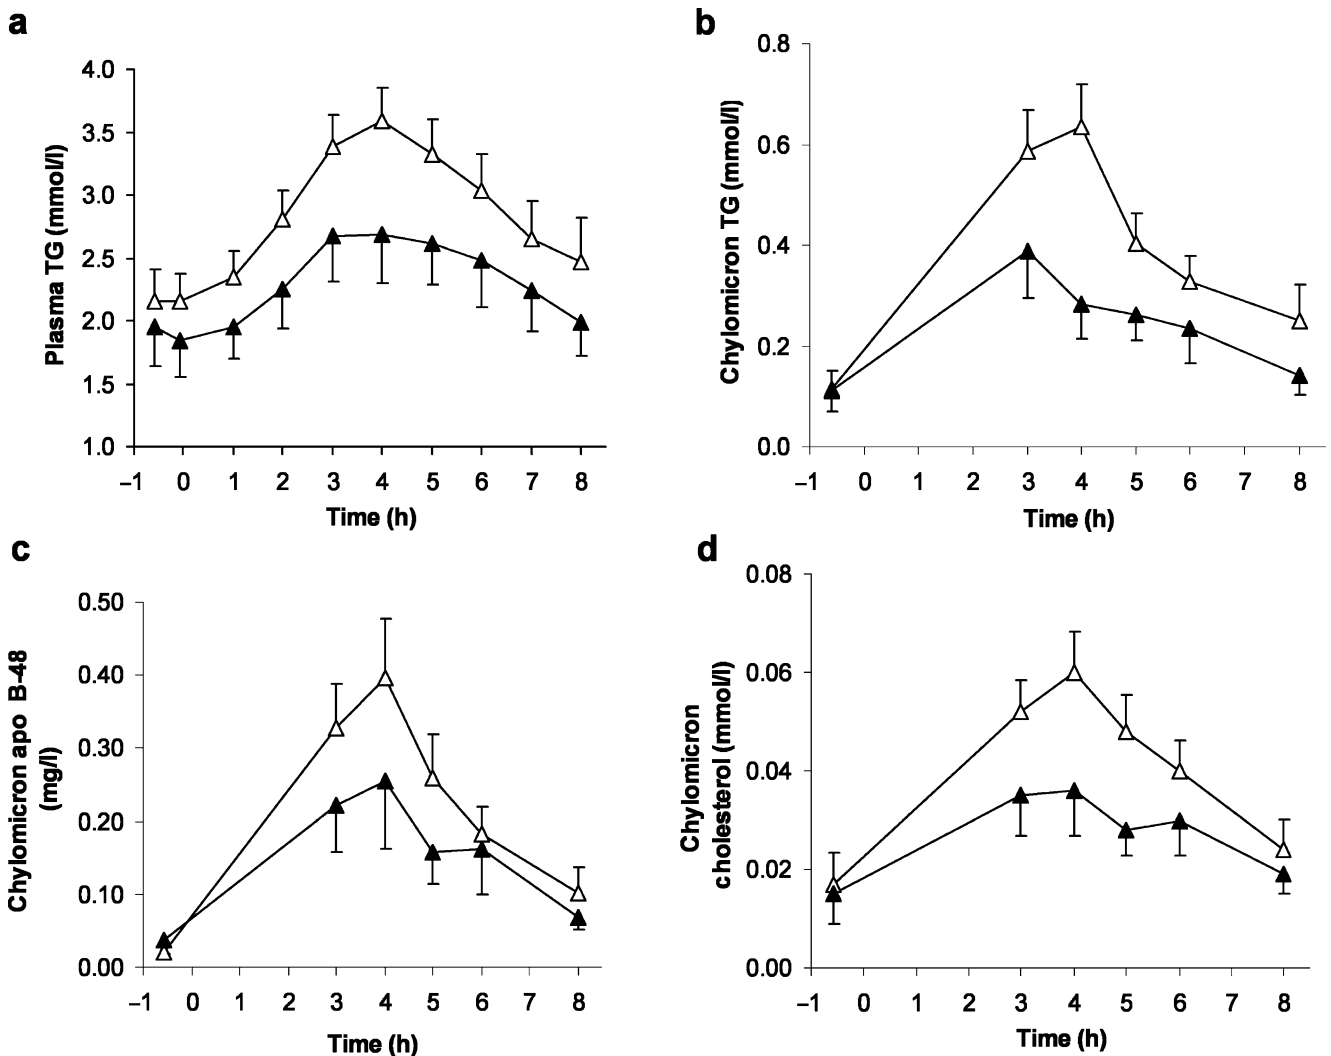 a
4.0
3.5
3.0
2.5
2.0
1.5
1.0
Plasma TG (mmol/l)
–1 0 1 2 3 4 5 6 7 8
Time (h)
b
0.8
0.6
0.4
0.2
0.0
Chylomicron TG (mmol/l)
–1 0 1 2 3 4 5 6 7 8
Time (h)
c
0.50
0.40
0.30
0.20
0.10
0.00
Chylomicron apo B-48
(mg/l)
–1 0 1 2 3 4 5 6 7 8
Time (h)
d
0.08
0.06
0.04
0.02
0.00
Chylomicron
cholesterol (mmol/l)
–1 0 1 2 3 4 5 6 7 8
Time (h)